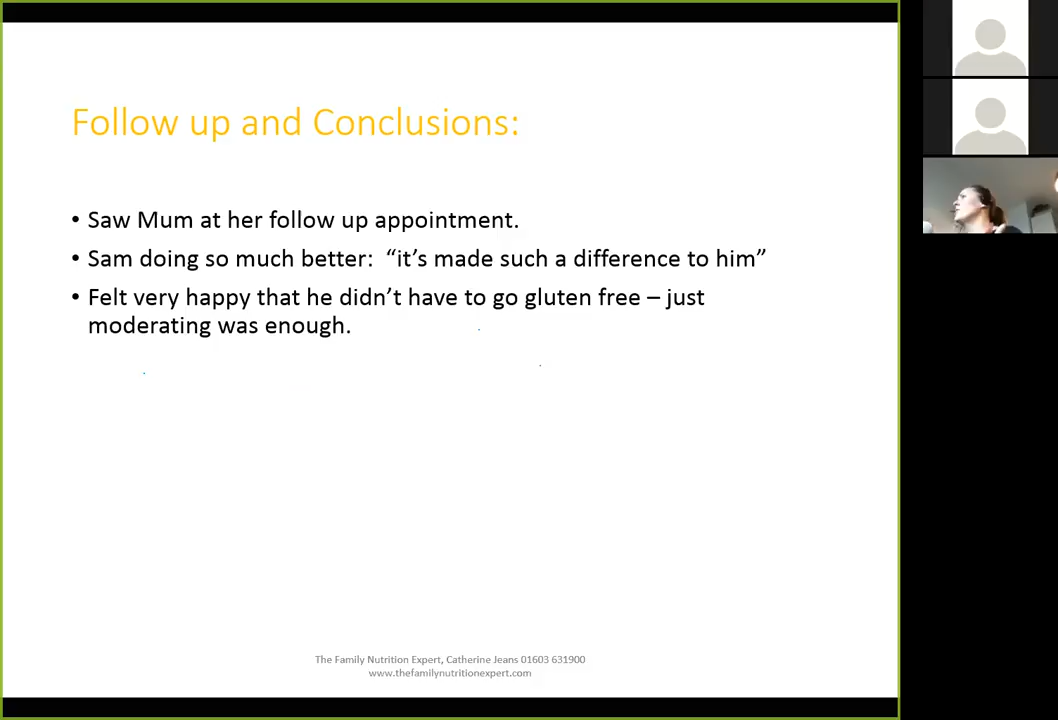 Follow up and Conclusions:
• Saw Mum at her follow up appointment.
• Sam doing so much better:  “it’s made such a difference to him”
• Felt very happy that he didn’t have to go gluten free – just
moderating was enough.
The Family Nutrition Expert, Catherine Jeans 01603 631900
www.thefamilynutritionexpert.com